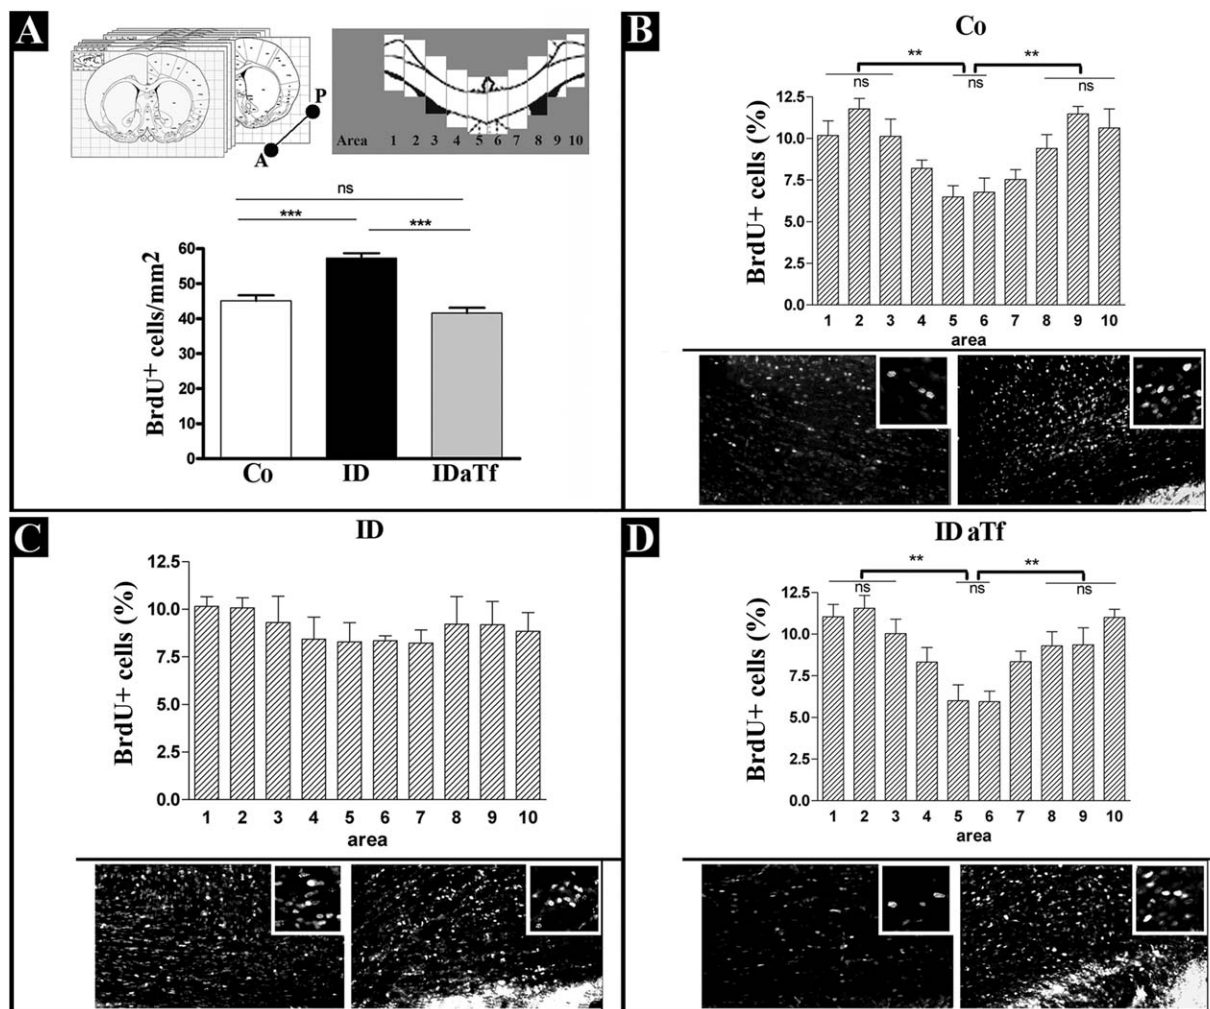 A
P
A
Area 1 2 3 4 5 6 7 8 9 10
ns
***
***
BrdU+ cells/mm2
60
50
40
30
20
10
0
Co ID IDaTf
B
Co
** **
ns ns ns
BrdU+ cells (%)
12.5
10.0
7.5
5.0
2.5
0.0
1 2 3 4 5 6 7 8 9 10
area
C
ID
BrdU+ cells (%)
12.5
10.0
7.5
5.0
2.5
0.0
1 2 3 4 5 6 7 8 9 10
area
D
ID aTf
** **
ns ns ns
BrdU+ cells (%)
12.5
10.0
7.5
5.0
2.5
0.0
1 2 3 4 5 6 7 8 9 10
area